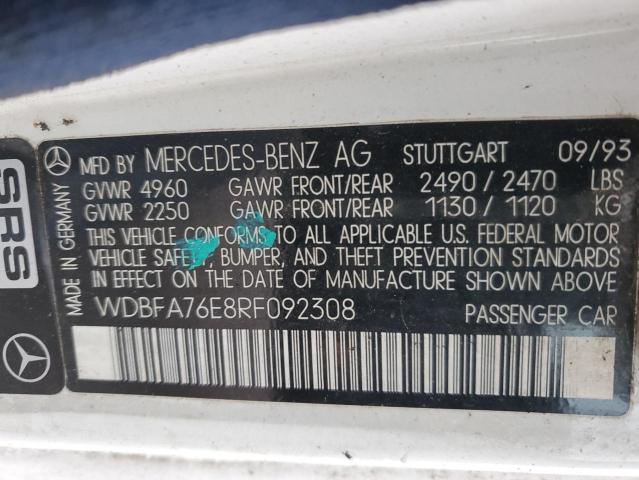 MADE IN GERMANY
SRS
MFD BY MERCEDES-BENZ AG STUTTGART 09/93
GVWR 4960 GAWR FRONT/REAR 2490 / 2470 LBS
GVWR 2250 GAWR FRONT/REAR 1130 / 1120 KG
THIS VEHICLE CONFORMS TO ALL APPLICABLE U.S. FEDERAL MOTOR
VEHICLE SAFETY, BUMPER, AND THEFT PREVENTION STANDARDS
IN EFFECT ON THE DATE OF MANUFACTURE SHOWN ABOVE.
WDBFA76E8RF092308 PASSENGER CAR